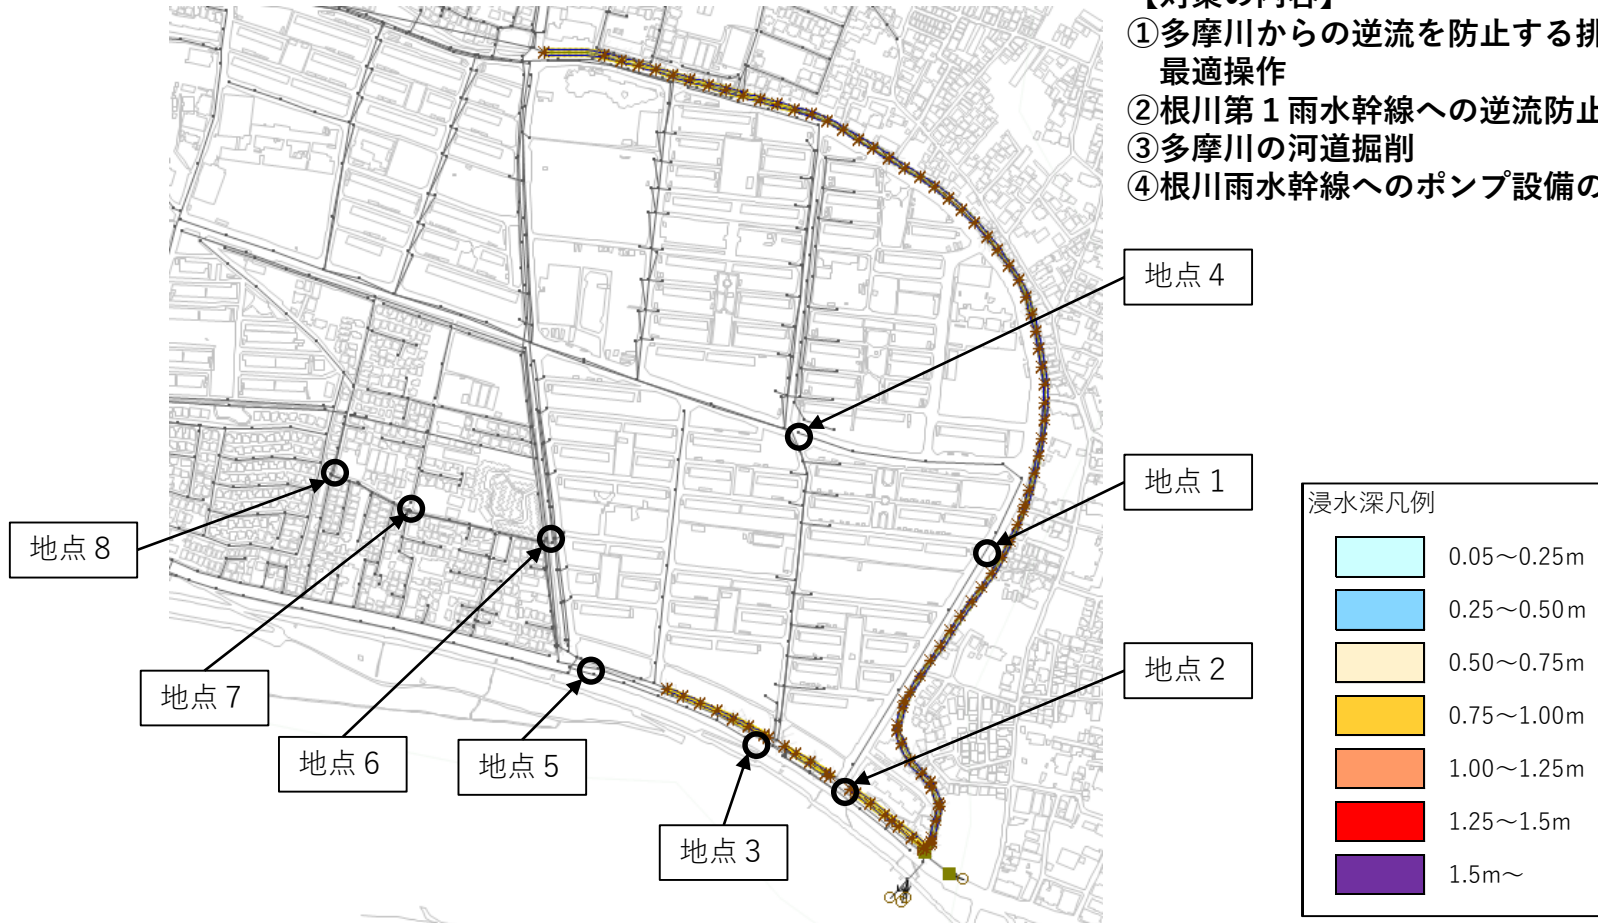 【対策の内容】
①多摩川からの逆流を防止する排
最適操作
②根川第１雨水幹線への逆流防止
③多摩川の河道掘削
④根川雨水幹線へのポンプ設備の
地点４
地点１
地点８
地点７
地点６
地点５
地点３
地点２
浸水深凡例
0.05～0.25m
0.25～0.50m
0.50～0.75m
0.75～1.00m
1.00～1.25m
1.25～1.5m
1.5m～